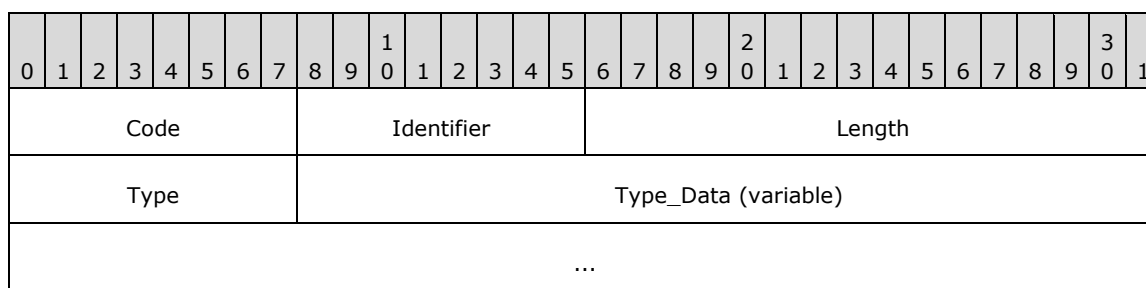 1 2 3
0 1 2 3 4 5 6 7 8 9 0 1 2 3 4 5 6 7 8 9 0 1 2 3 4 5 6 7 8 9 0 1
Code Identifier Length
Type Type_Data (variable)
...